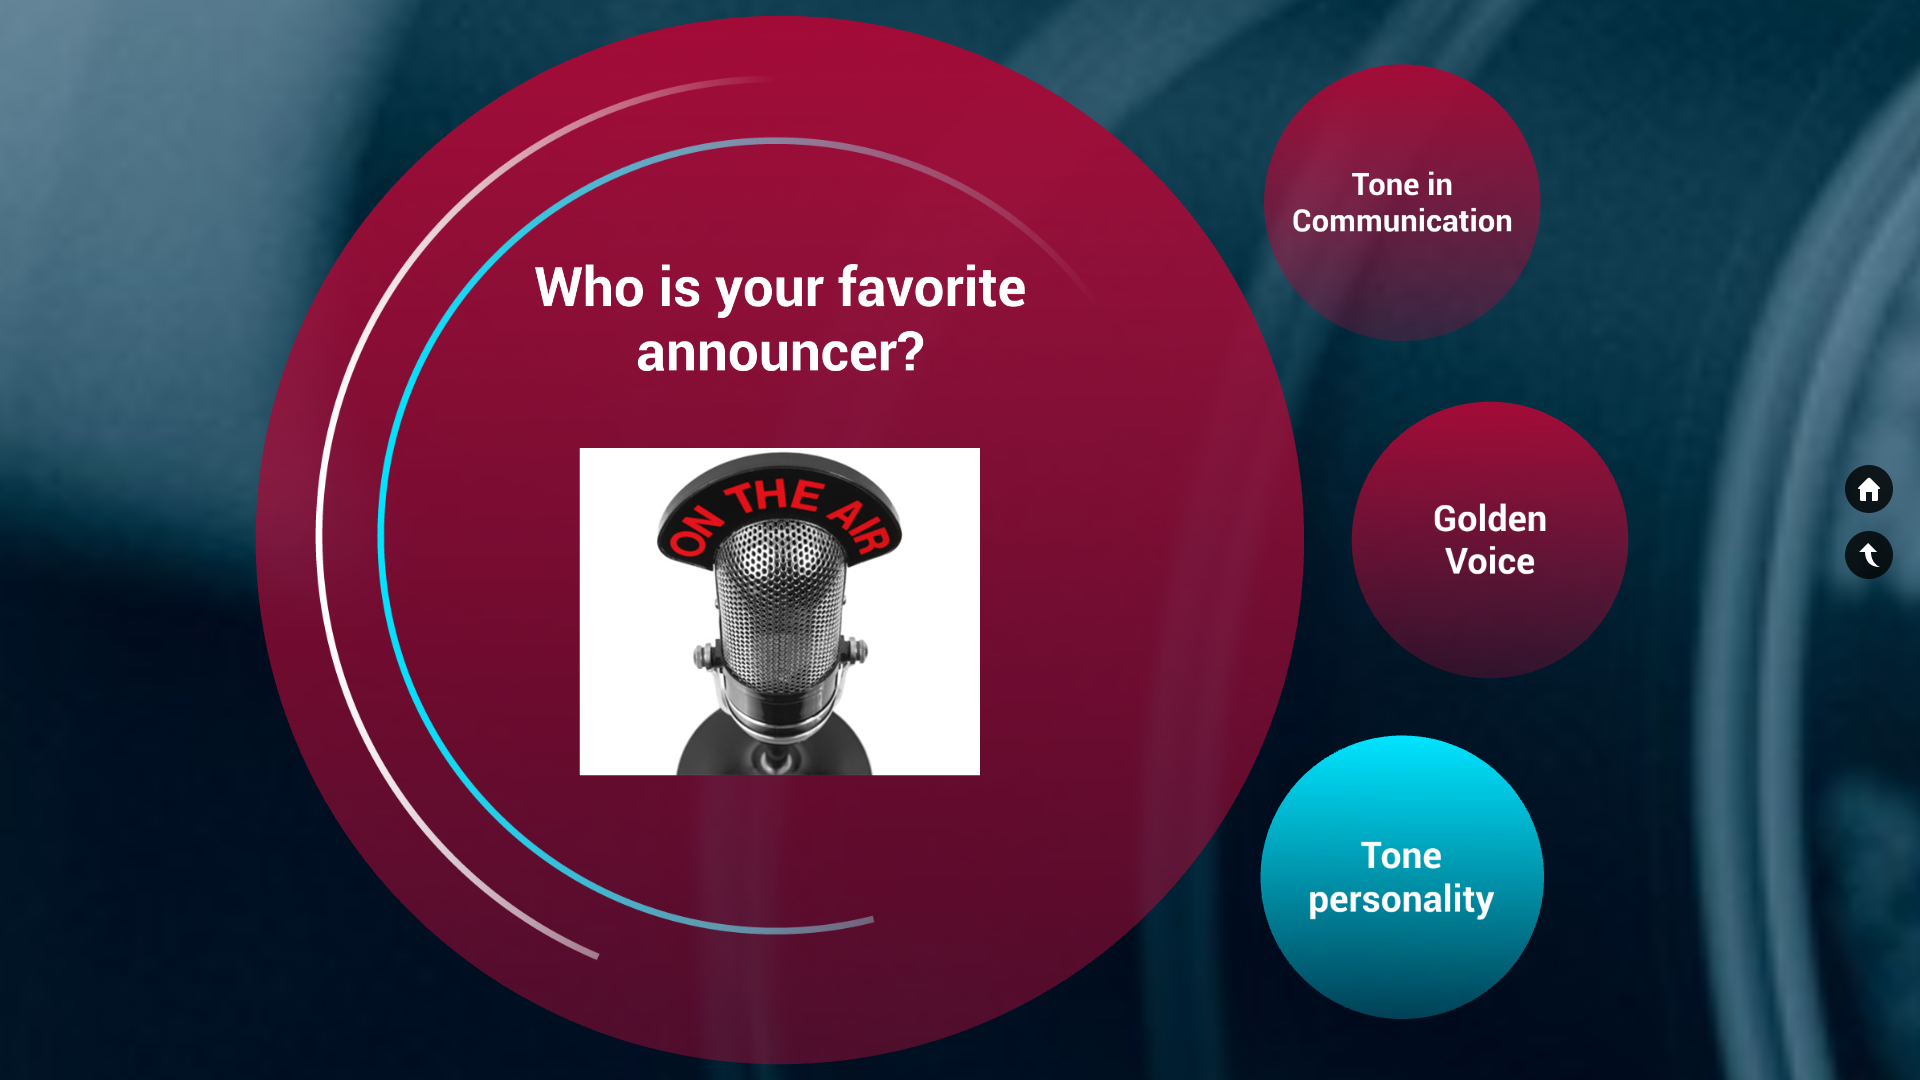 Who is your favorite
announcer?
ON THE AIR
Tone in
Communication
Golden
Voice
Tone
personality